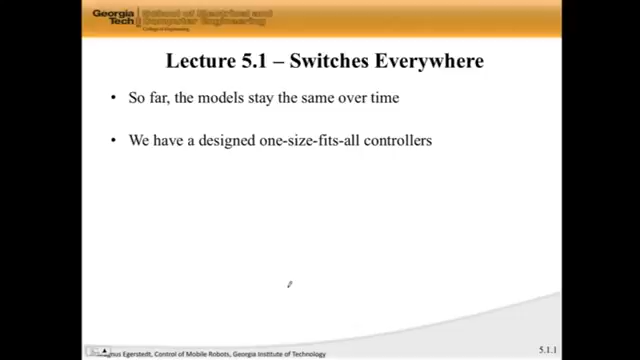 Georgia Tech
School of Electrical and
Computer Engineering
College of Engineering
Lecture 5.1 – Switches Everywhere
• So far, the models stay the same over time
• We have a designed one-size-fits-all controllers
gnus Egerstedt, Control of Mobile Robots, Georgia Institute of Technology
5.1.1